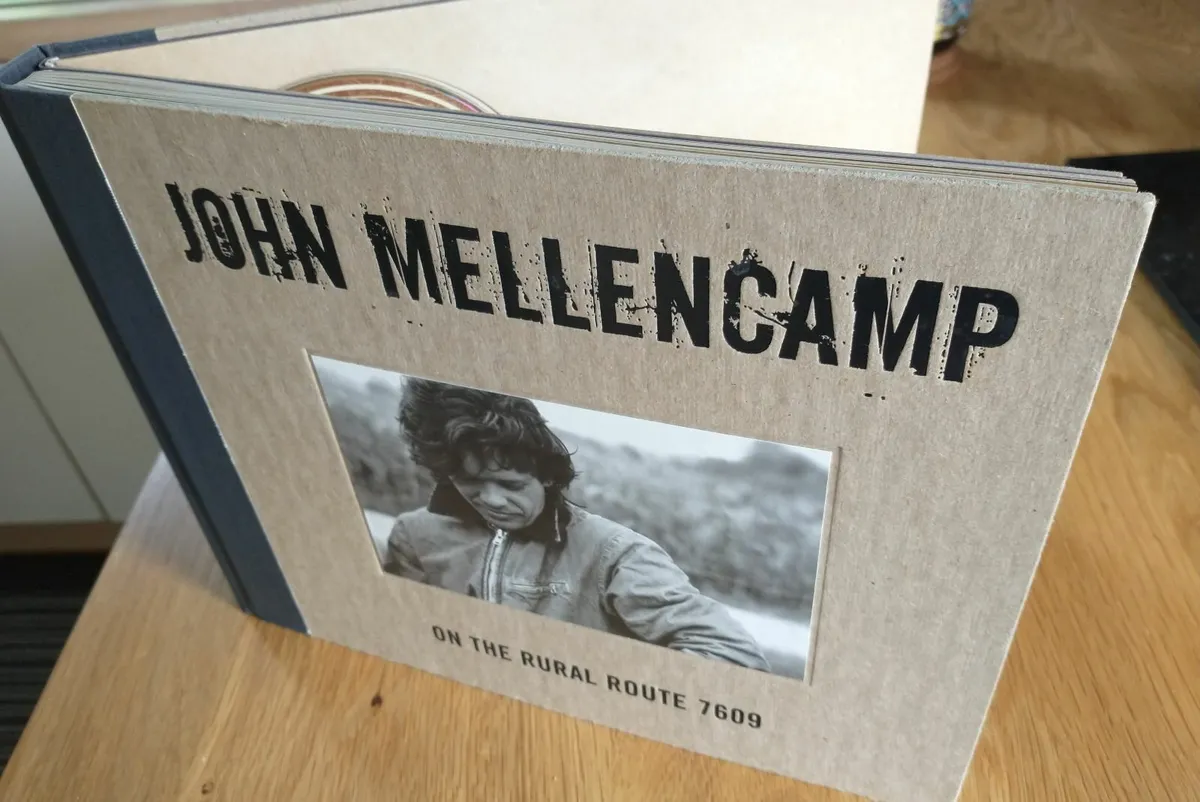 JOHN MELLENCAMP
ON THE RURAL ROUTE 7609